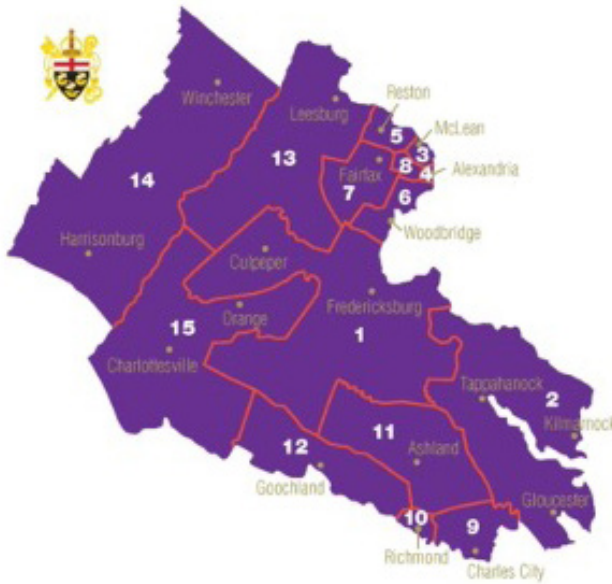 Winchester
Leesburg
Reston
5
McLean
3
13
Fairfax
8
Alexandria
4
14
7
6
Woodbridge
Harrisonburg
Culpeper
Fredericksburg
Orange
15
1
Charlottesville
Tappahanock
2
11
Kilmarnock
12
Ashland
Goochland
Gloucester
10
9
Richmond
Charles City